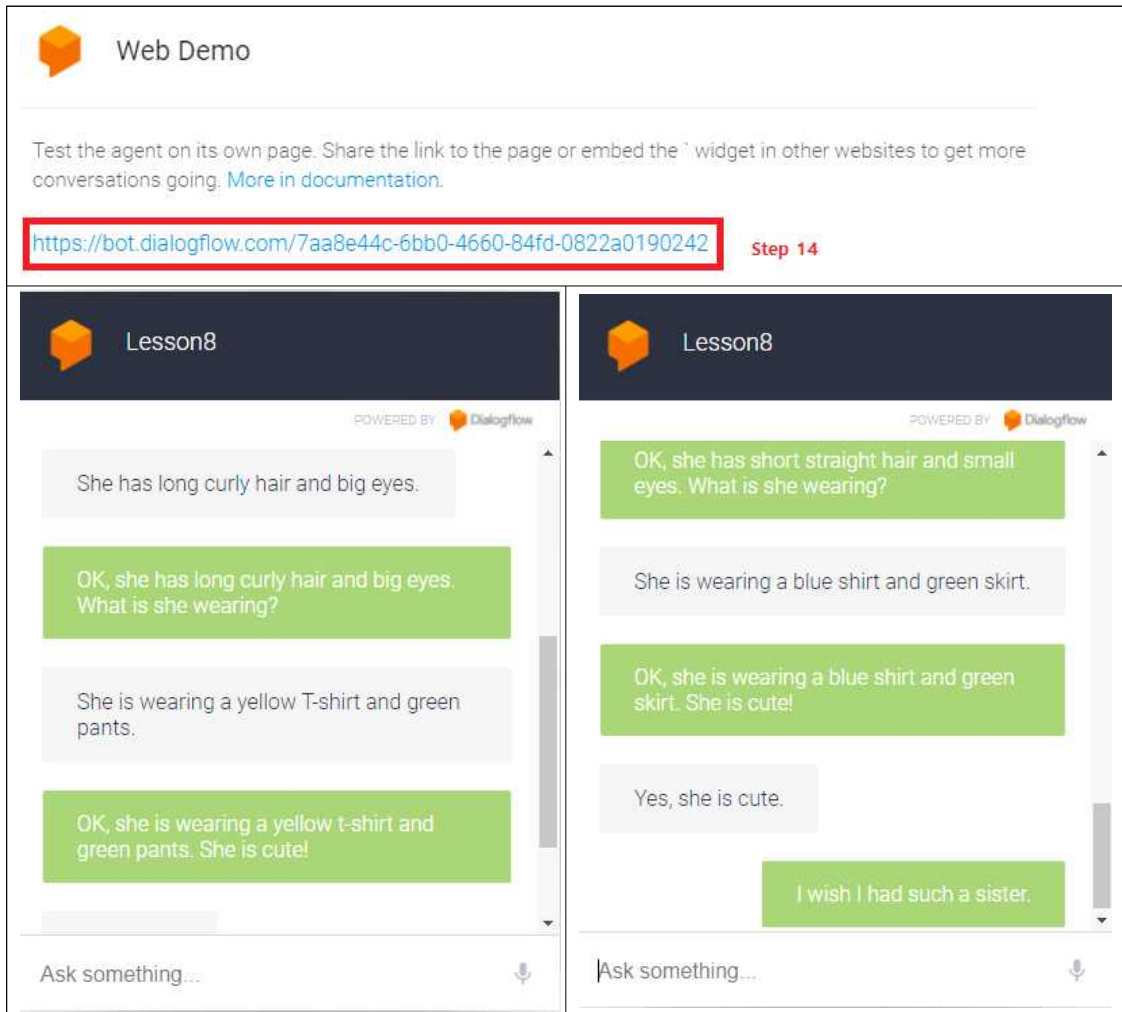 Web Demo
Test the agent on its own page. Share the link to the page or embed the ` widget in other websites to get more
conversations going. More in documentation.
https://bot.dialogflow.com/7aa8e44c-6bb0-4660-84fd-0822a0190242
Step 14
Lesson8
POWERED BY Dialogflow
She has long curly hair and big eyes.
OK, she has long curly hair and big eyes.
What is she wearing?
She is wearing a yellow T-shirt and green
pants.
OK, she is wearing a yellow t-shirt and
green pants. She is cute!
Ask something...
Lesson8
POWERED BY Dialogflow
OK, she has short straight hair and small
eyes. What is she wearing?
She is wearing a blue shirt and green skirt.
OK, she is wearing a blue shirt and green
skirt. She is cute!
Yes, she is cute.
I wish I had such a sister.
Ask something...